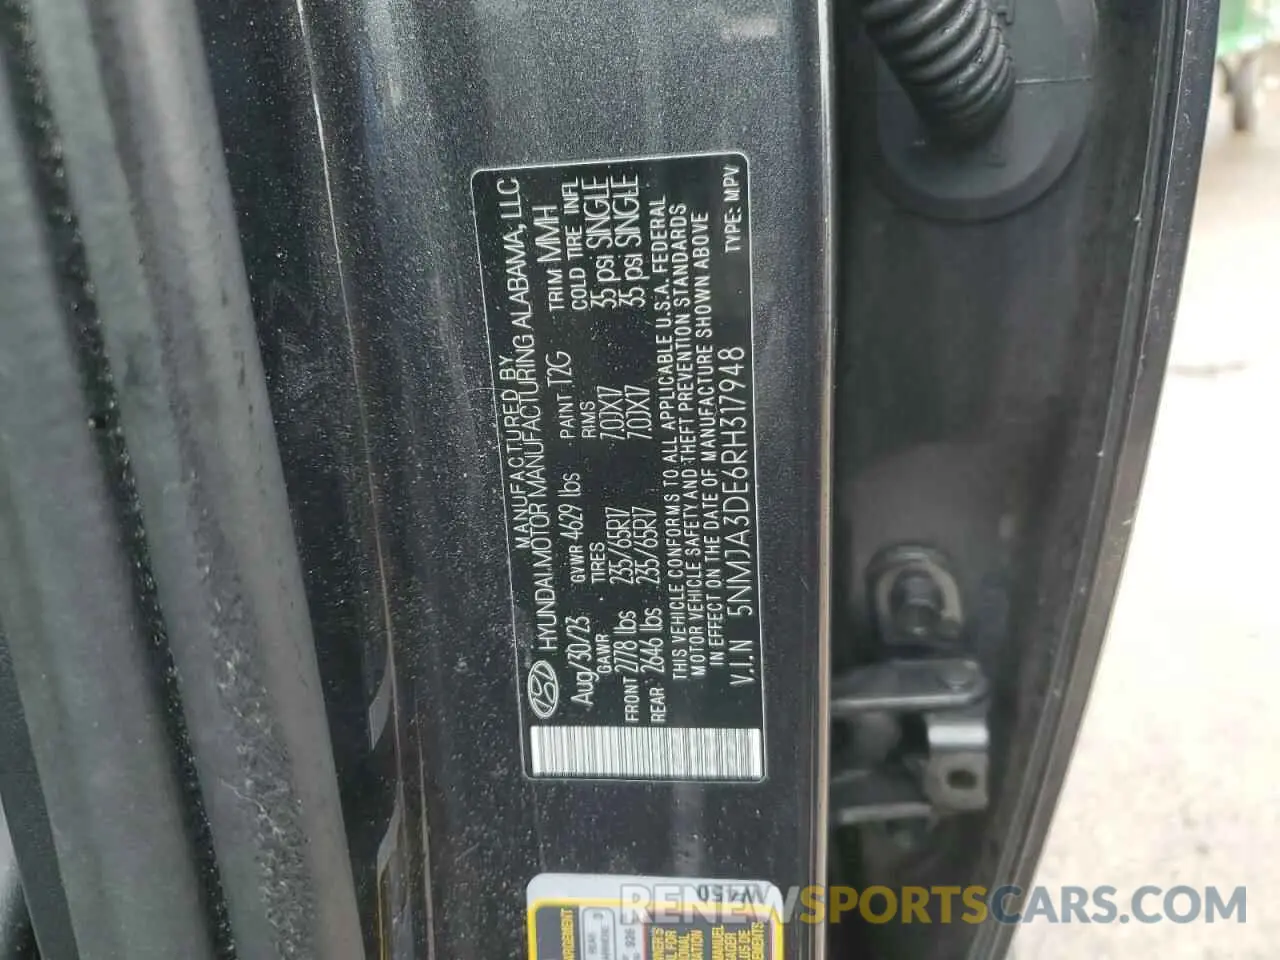 MANUFACTURED BY
HYUNDAI MOTOR MANUFACTURING ALABAMA, LLC
Aug/30/23 GVWR 4629 lbs PAINT T2G TRIM MMH
GAWR TIRES RIMS COLD TIRE INFL
FRONT 2778 lbs 235/65R17 7.0JX17 35 psi SINGLE
REAR 2646 lbs 235/65R17 7.0JX17 35 psi SINGLE
THIS VEHICLE CONFORMS TO ALL APPLICABLE U.S.A. FEDERAL
MOTOR VEHICLE SAFETY AND THEFT PREVENTION STANDARDS
IN EFFECT ON THE DATE OF MANUFACTURE SHOWN ABOVE
V.I.N 5NMJA3DE6RH317948 TYPE: MPV
REAR
926
RENEWSPORTSCARS.COM